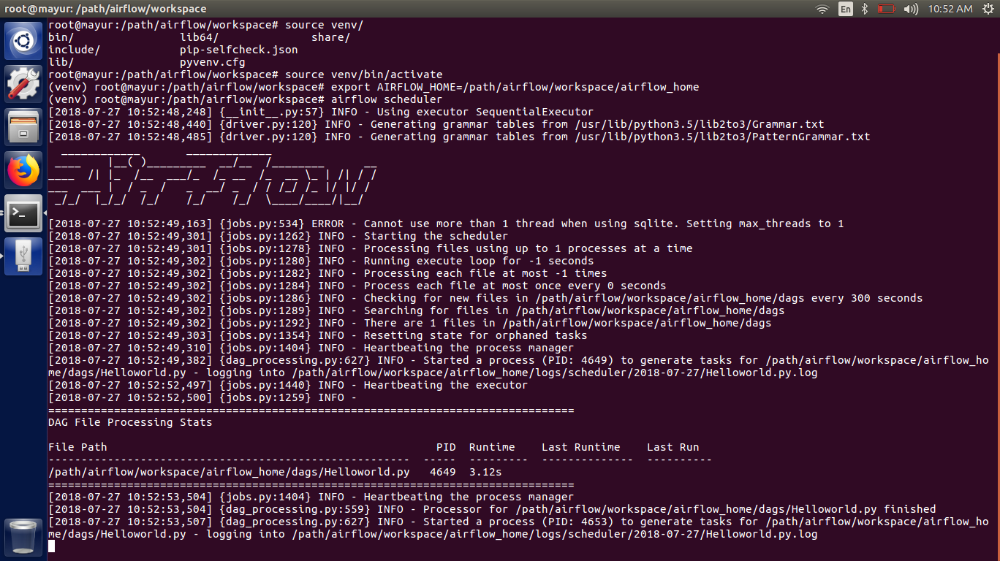 root@mayur: /path/airflow/workspace
En
10:52 AM
root@mayur:/path/airflow/workspace# source venv/
bin/ lib64/ share/
include/ pip-selfcheck.json
lib/ pyvenv.cfg
root@mayur:/path/airflow/workspace# source venv/bin/activate
(venv) root@mayur:/path/airflow/workspace# export AIRFLOW_HOME=/path/airflow/workspace/airflow_home
(venv) root@mayur:/path/airflow/workspace# airflow scheduler
[2018-07-27 10:52:48,248] {__init__.py:57} INFO - Using executor SequentialExecutor
[2018-07-27 10:52:48,440] {driver.py:120} INFO - Generating grammar tables from /usr/lib/python3.5/lib2to3/Grammar.txt
[2018-07-27 10:52:48,485] {driver.py:120} INFO - Generating grammar tables from /usr/lib/python3.5/lib2to3/PatternGrammar.txt
  ____________       _____________
 ____    |__( )_________  __/__  /________      __
____  /| |_  /__  ___/_  /_ __  /_  __ \_ | /| / /
___  ___ |  / _  /   _  __/ _  / / /_/ /_ |/ |/ /
 _/_/  |_/_/  /_/    /_/    /_/  \____/____/|__/
[2018-07-27 10:52:49,163] {jobs.py:534} ERROR - Cannot use more than 1 thread when using sqlite. Setting max_threads to 1
[2018-07-27 10:52:49,301] {jobs.py:1262} INFO - Starting the scheduler
[2018-07-27 10:52:49,301] {jobs.py:1278} INFO - Processing files using up to 1 processes at a time
[2018-07-27 10:52:49,302] {jobs.py:1280} INFO - Running execute loop for -1 seconds
[2018-07-27 10:52:49,302] {jobs.py:1282} INFO - Processing each file at most -1 times
[2018-07-27 10:52:49,302] {jobs.py:1284} INFO - Process each file at most once every 0 seconds
[2018-07-27 10:52:49,302] {jobs.py:1286} INFO - Checking for new files in /path/airflow/workspace/airflow_home/dags every 300 seconds
[2018-07-27 10:52:49,302] {jobs.py:1289} INFO - Searching for files in /path/airflow/workspace/airflow_home/dags
[2018-07-27 10:52:49,302] {jobs.py:1292} INFO - There are 1 files in /path/airflow/workspace/airflow_home/dags
[2018-07-27 10:52:49,303] {jobs.py:1354} INFO - Resetting state for orphaned tasks
[2018-07-27 10:52:49,310] {jobs.py:1404} INFO - Heartbeating the process manager
[2018-07-27 10:52:49,382] {dag_processing.py:627} INFO - Started a process (PID: 4649) to generate tasks for /path/airflow/workspace/airflow_ho
me/dags/Helloworld.py - logging into /path/airflow/workspace/airflow_home/logs/scheduler/2018-07-27/Helloworld.py.log
[2018-07-27 10:52:52,497] {jobs.py:1440} INFO - Heartbeating the executor
[2018-07-27 10:52:52,500] {jobs.py:1259} INFO -
================================================================================
DAG File Processing Stats
File Path PID Runtime Last Runtime Last Run
------------------------------------------------------- ----- --------- -------------- ----------
/path/airflow/workspace/airflow_home/dags/Helloworld.py 4649 3.12s
================================================================================
[2018-07-27 10:52:53,504] {jobs.py:1404} INFO - Heartbeating the process manager
[2018-07-27 10:52:53,504] {dag_processing.py:559} INFO - Processor for /path/airflow/workspace/airflow_home/dags/Helloworld.py finished
[2018-07-27 10:52:53,507] {dag_processing.py:627} INFO - Started a process (PID: 4653) to generate tasks for /path/airflow/workspace/airflow_ho
me/dags/Helloworld.py - logging into /path/airflow/workspace/airflow_home/logs/scheduler/2018-07-27/Helloworld.py.log